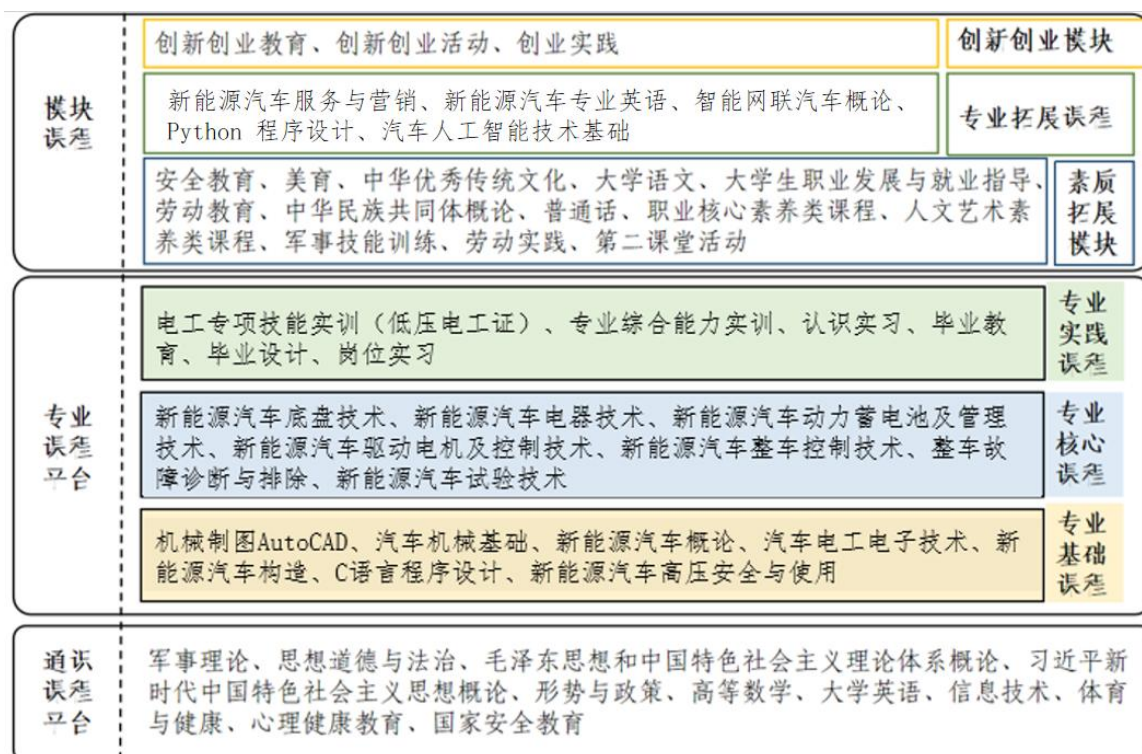 创新创业教育、创新创业活动、创业实践
创新创业模块
模块
课程
新能源汽车服务与营销、新能源汽车专业英语、智能网联汽车概论、
Python 程序设计、汽车人工智能技术基础
专业拓展课程
安全教育、美育、中华优秀传统文化、大学语文、大学生职业发展与就业指导、
劳动教育、中华民族共同体概论、普通话、职业核心素养类课程、人文艺术素
养类课程、军事技能训练、劳动实践、第二课堂活动
素质
拓展
模块
专业
课程
平台
电工专项技能实训（低压电工证）、专业综合能力实训、认识实习、毕业教
育、毕业设计、岗位实习
专业
实践
课程
新能源汽车底盘技术、新能源汽车电器技术、新能源汽车动力蓄电池及管理
技术、新能源汽车驱动电机及控制技术、新能源汽车整车控制技术、整车故
障诊断与排除、新能源汽车试验技术
专业
核心
课程
机械制图AutoCAD、汽车机械基础、新能源汽车概论、汽车电工电子技术、新
能源汽车构造、C语言程序设计、新能源汽车高压安全与使用
专业
基础
课程
通识
课程
平台
军事理论、思想道德与法治、毛泽东思想和中国特色社会主义理论体系概论、习近平新
时代中国特色社会主义思想概论、形势与政策、高等数学、大学英语、信息技术、体育
与健康、心理健康教育、国家安全教育